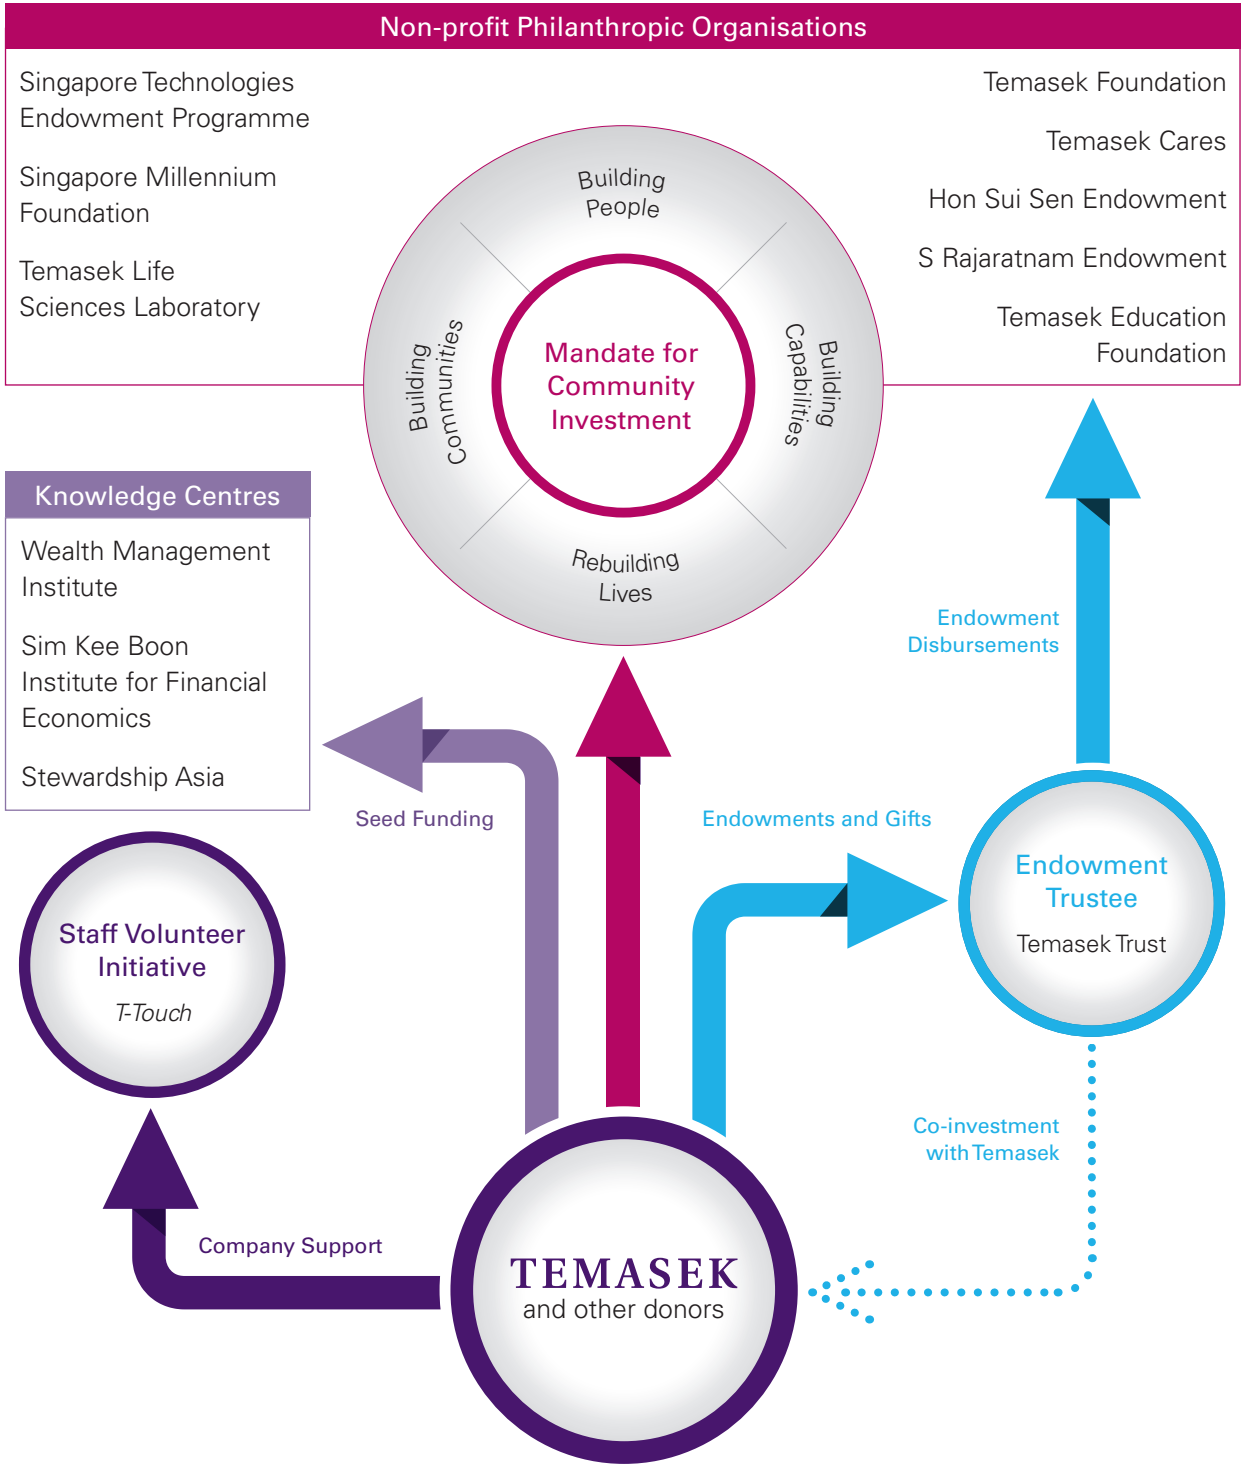 Non-profit Philanthropic Organisations
Singapore Technologies
Endowment Programme
Singapore Millennium
Foundation
Temasek Life
Sciences Laboratory
Temasek Foundation
Temasek Cares
Hon Sui Sen Endowment
S Rajaratnam Endowment
Temasek Education
Foundation
Building
People
Building
Communities
Mandate for
Community
Investment
Building
Capabilities
Rebuilding
Lives
Knowledge Centres
Wealth Management
Institute
Sim Kee Boon
Institute for Financial
Economics
Stewardship Asia
Endowment
Disbursements
Seed Funding
Endowments and Gifts
Endowment
Trustee
Temasek Trust
Staff Volunteer
Initiative
T-Touch
Co-investment
with Temasek
Company Support
TEMASEK
and other donors